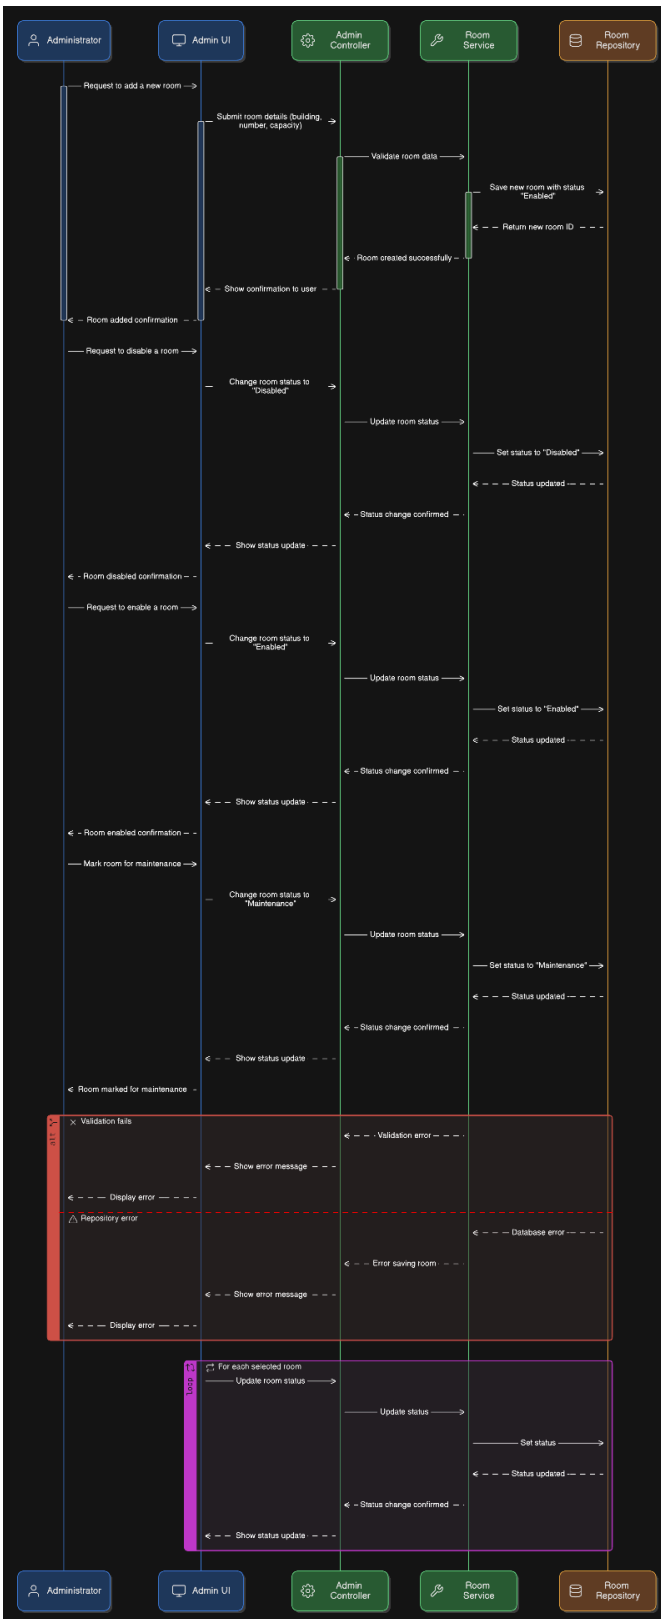 Administrator
Admin UI
Admin
Controller
Room
Service
Room
Repository
Request to add a new room
Submit room details (building,
number, capacity)
Validate room data
Save new room with status
"Enabled"
Return new room ID
Room created successfully
Show confirmation to user
Room added confirmation
Request to disable a room
Change room status to
"Disabled"
Update room status
Set status to "Disabled"
Status updated
Status change confirmed
Show status update
Room disabled confirmation
Request to enable a room
Change room status to
"Enabled"
Update room status
Set status to "Enabled"
Status updated
Status change confirmed
Show status update
Room enabled confirmation
Mark room for maintenance
Change room status to
"Maintenance"
Update room status
Set status to "Maintenance"
Status updated
Status change confirmed
Show status update
Room marked for maintenance
alt
Validation fails
Validation error
Show error message
Display error
Repository error
Database error
Error saving room
Show error message
Display error
loop
For each selected room
Update room status
Update status
Set status
Status updated
Status change confirmed
Show status update
Administrator
Admin UI
Admin
Controller
Room
Service
Room
Repository